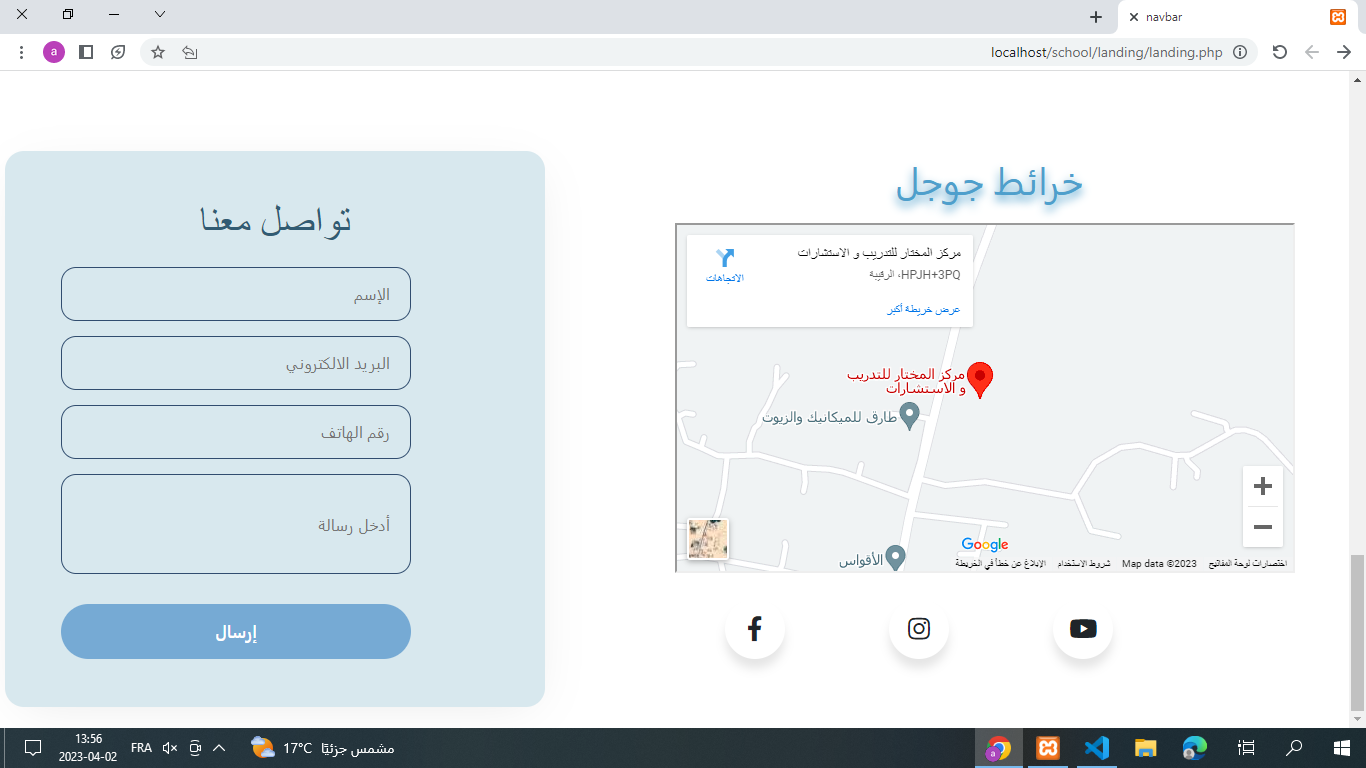 navbar
localhost/school/landing/landing.php
a
خرائط جوجل
مركز المختار للتدريب و الاستشارات
HPJH+3PQ، الرقيبة
عرض خريطة أكبر
الاتجاهات
مركز المختار للتدريب
و الاستشارات
طارق للميكانيك والزيوت
الأقواس
Google
اختصارات لوحة المفاتيح
Map data ©2023
شروط الاستخدام
الإبلاغ عن خطأ في الخريطة
تواصل معنا
الإسم
البريد الالكتروني
رقم الهاتف
أدخل رسالة
إرسال
مشمس جزئيًا
17°C
FRA
13:56
2023-04-02
a